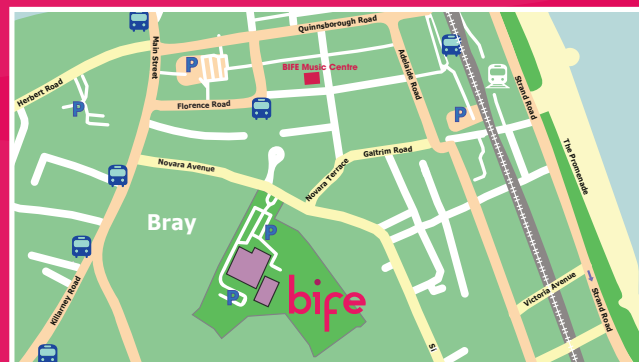 Quinnsborough Road
Main Street
P
BIFE Music Centre
Adelaide Road
Herbert Road
P
Florence Road
P
Strand Road
The Promenade
Novara Avenue
Galtrim Road
Novara Terrace
Bray
P
P
bife
Killarney Road
Victoria Avenue
Strand Road
Si